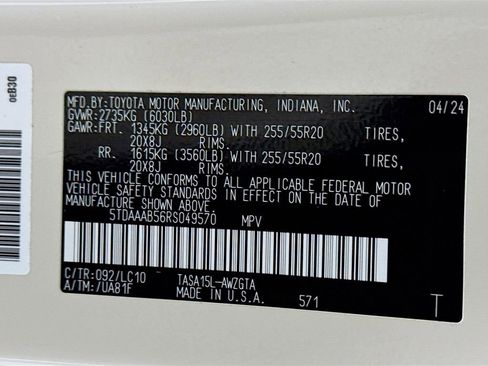 0EB30
MFD.BY:TOYOTA MOTOR MANUFACTURING, INDIANA, INC. 04/24
GVWR:2735KG (6030LB)
GAWR:FRT. 1345KG (2960LB) WITH 255/55R20 TIRES,
20X8J RIMS.
RR. 1615KG (3560LB) WITH 255/55R20 TIRES,
20X8J RIMS.
THIS VEHICLE CONFORMS TO ALL APPLICABLE FEDERAL MOTOR
VEHICLE SAFETY STANDARDS IN EFFECT ON THE DATE OF
MANUFACTURE SHOWN ABOVE.
5TDAAAB56RS049570 MPV
C/TR:092/LC10 TASA15L-AWZGTA
A/TM:/UA81F MADE IN U.S.A. 571 T